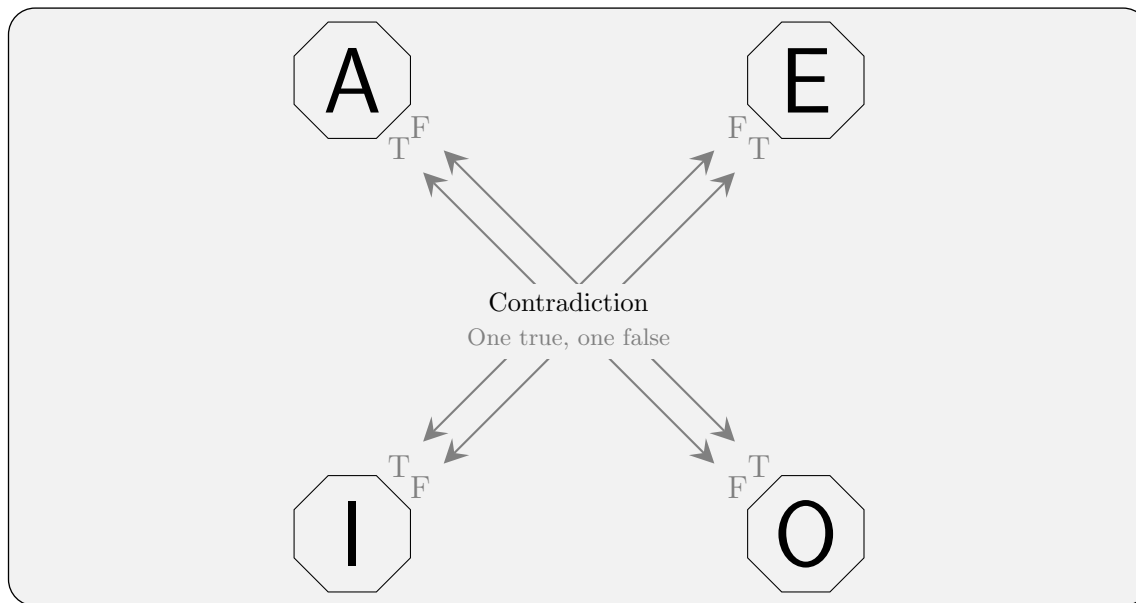 A E
F F
T T
Contradiction
One true, one false
T T
F F
I O